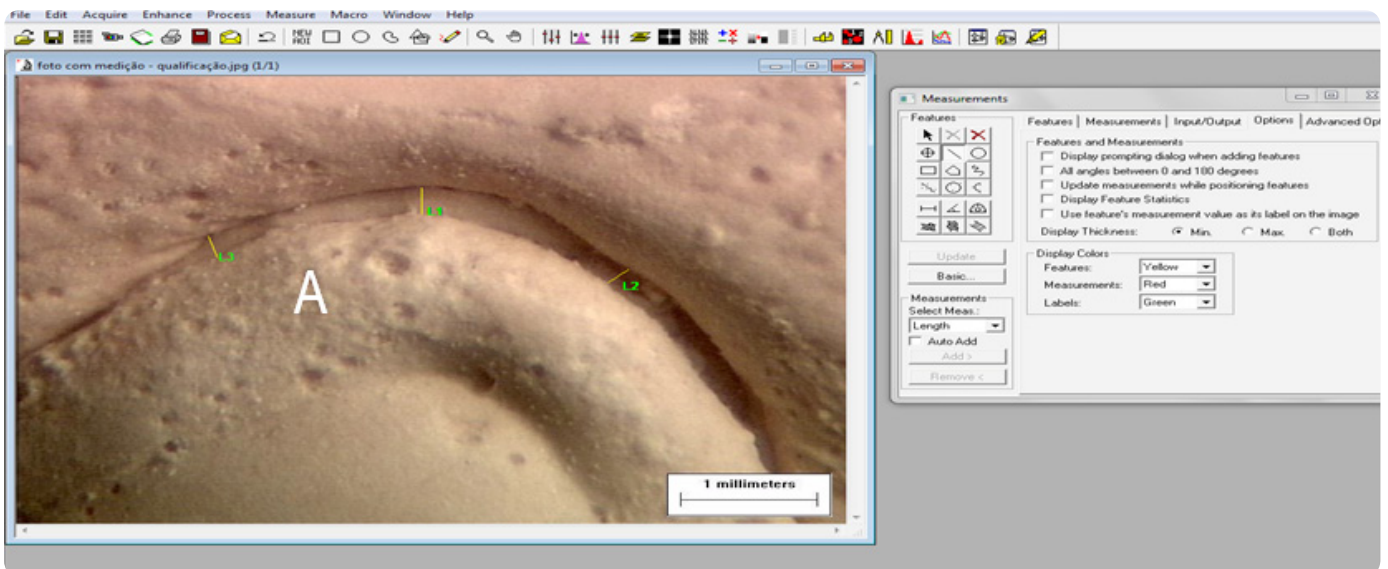 File Edit Acquire Enhance Process Measure Macro Window Help
NEW AOI
foto com medição - qualificação.jpg (1/1)
L1
L3
L2
A
1 millimeters
Measurements
Features
Features Measurements Input/Output Options Advanced Opt
Features and Measurements
Display prompting dialog when adding features
All angles between 0 and 180 degrees
Update measurements while positioning features
Display Feature Statistics
Use feature's measurement value as its label on the image
Display Thickness: Min. Max. Both
Update
Basic...
Display Colors
Features: Yellow
Measurements: Red
Labels: Green
Measurements
Select Meas.:
Length
Auto Add
Add >
Remove <